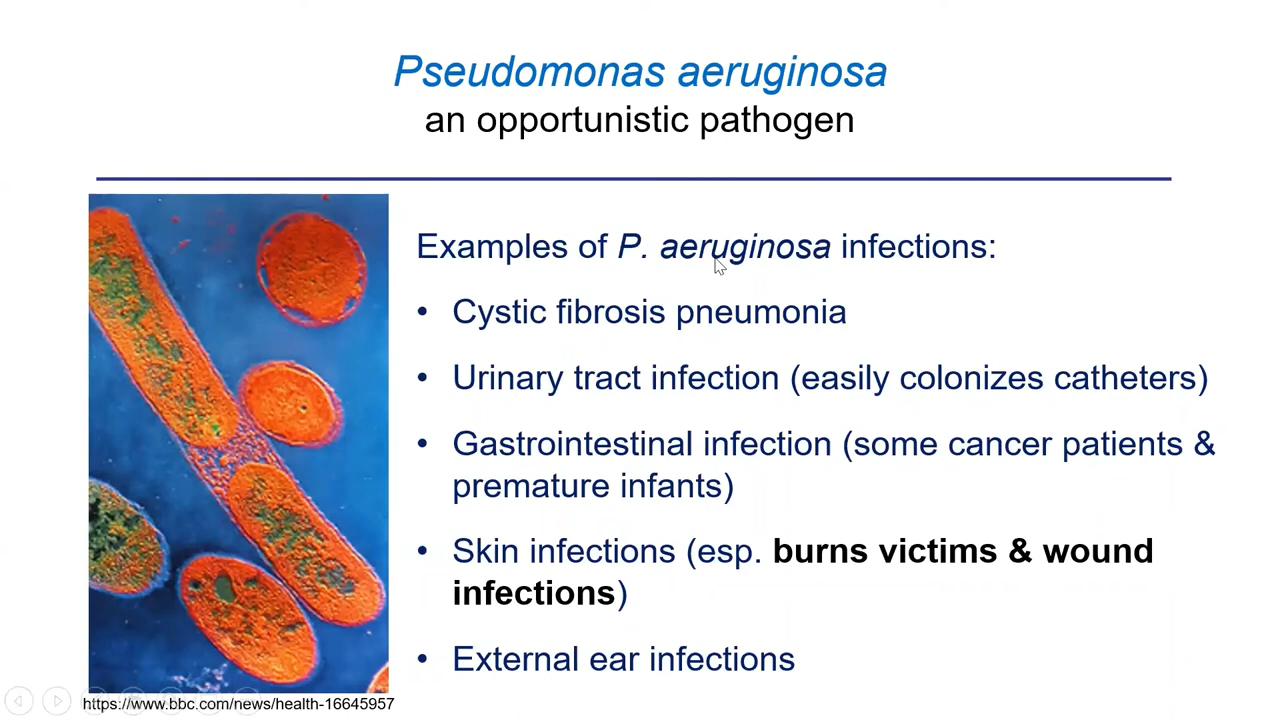 Pseudomonas aeruginosa
an opportunistic pathogen
Examples of P. aeruginosa infections:
• Cystic fibrosis pneumonia
• Urinary tract infection (easily colonizes catheters)
• Gastrointestinal infection (some cancer patients &
premature infants)
• Skin infections (esp. burns victims & wound
infections)
• External ear infections
https://www.bbc.com/news/health-16645957